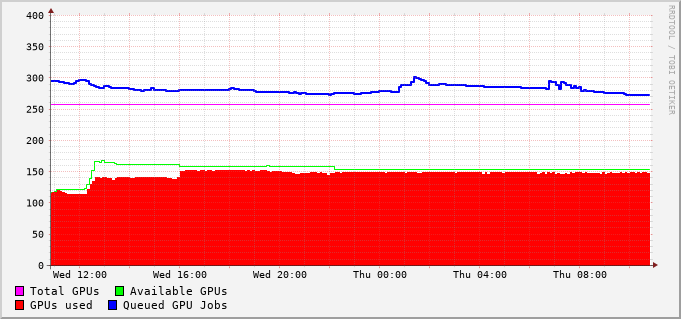 400
350
300
250
200
150
100
50
0
Wed 12:00 Wed 16:00 Wed 20:00 Thu 00:00 Thu 04:00 Thu 08:00
Total GPUs Available GPUs
GPUs used Queued GPU Jobs
RRDTOOL / TOBI OETIKER